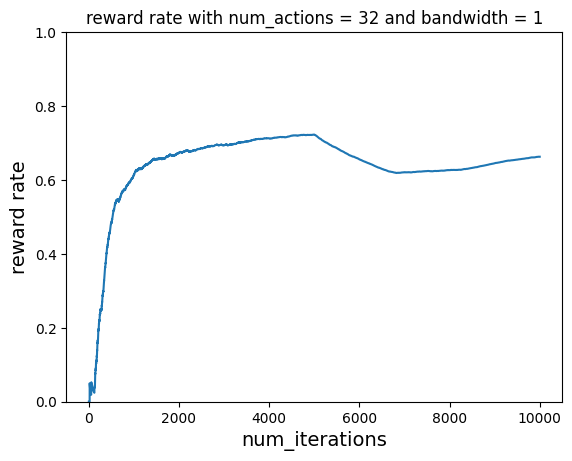 reward rate with num_actions = 32 and bandwidth = 1
1.0
0.8
0.6
0.4
0.2
0.0
reward rate
0 2000 4000 6000 8000 10000
num_iterations